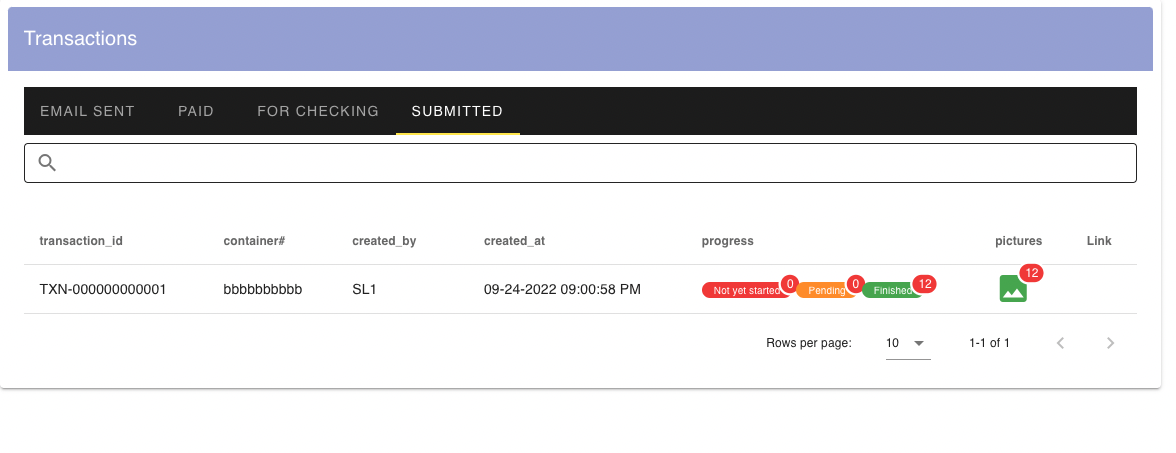 Transactions
EMAIL SENT PAID FOR CHECKING SUBMITTED
transaction_id container# created_by created_at progress pictures Link
TXN-000000000001 bbbbbbbbbb SL1 09-24-2022 09:00:58 PM Not yet started 0 Pending 0 Finished 12 12
Rows per page: 10 1-1 of 1